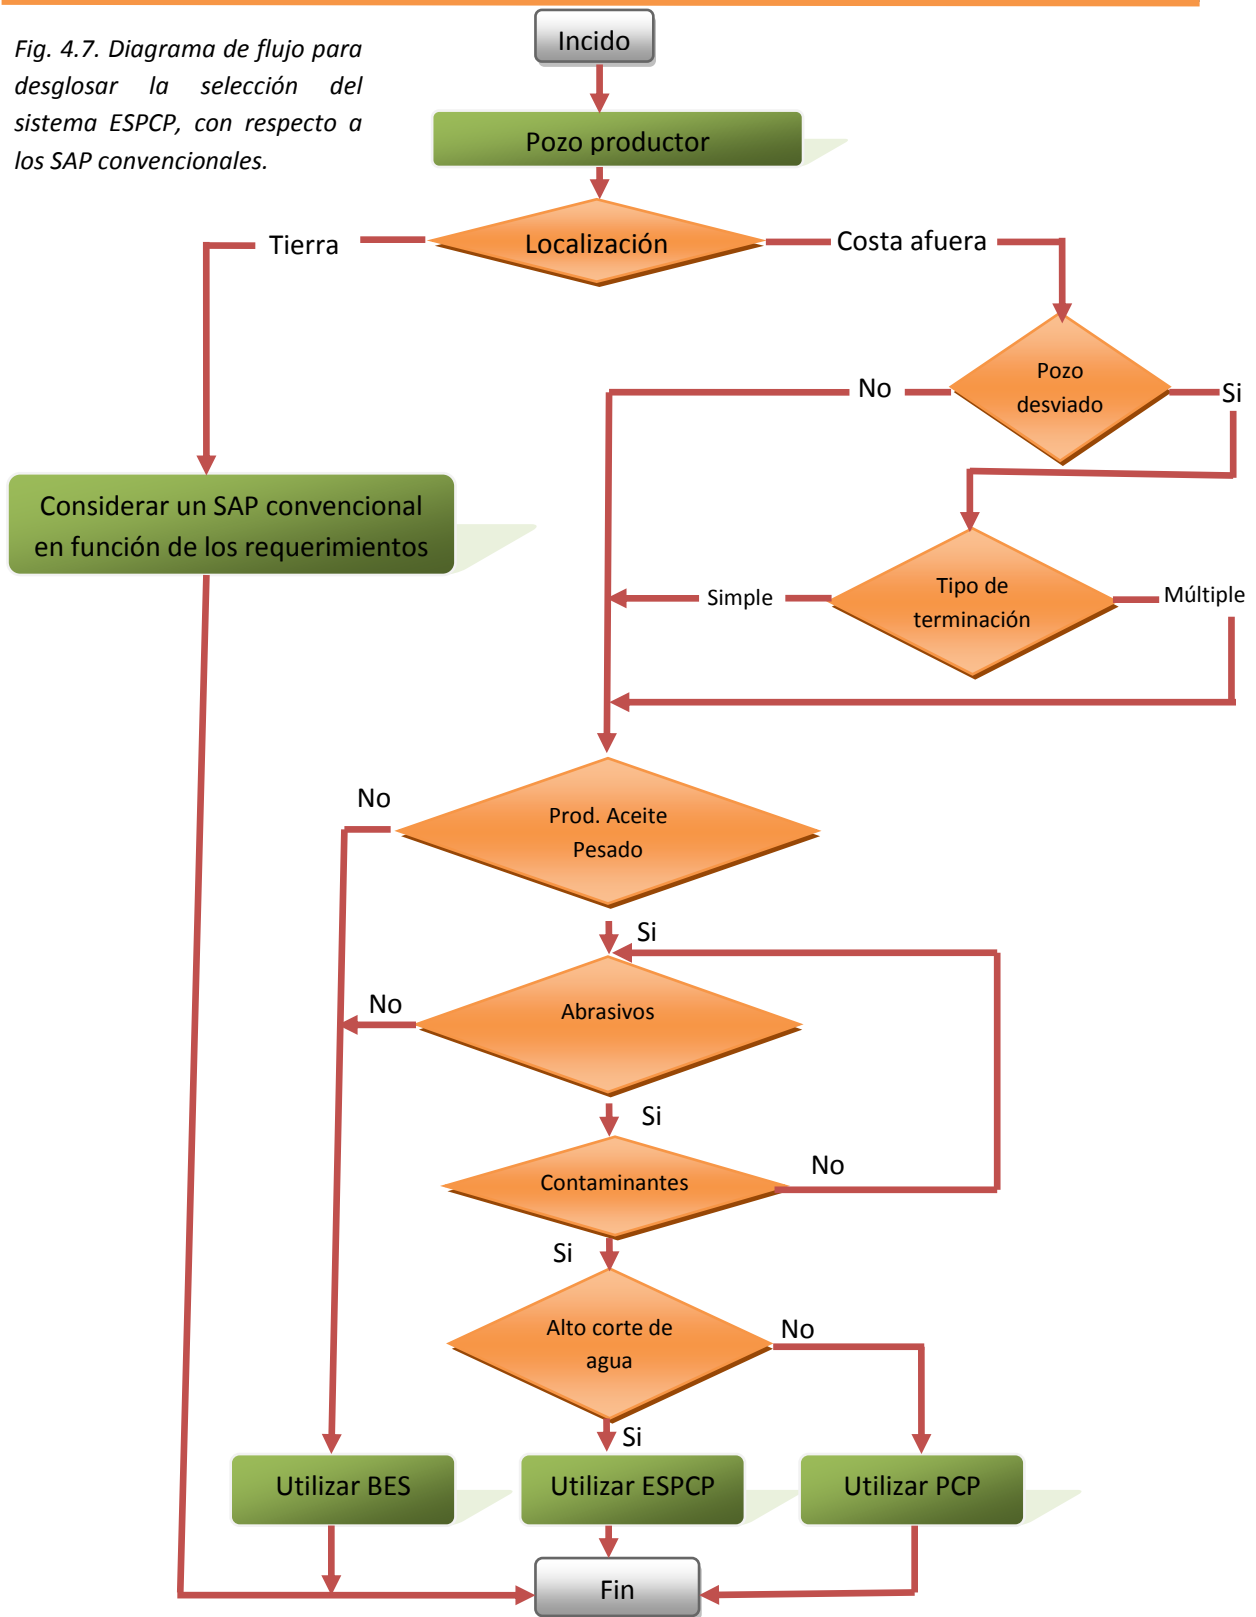 Fig. 4.7. Diagrama de flujo para
desglosar la selección del
sistema ESPCP, con respecto a
los SAP convencionales.
Incido
Pozo productor
Localización
Tierra
Costa afuera
Pozo
desviado
No
Si
Considerar un SAP convencional
en función de los requerimientos
Tipo de
terminación
Simple
Múltiple
Prod. Aceite
Pesado
No
Si
Abrasivos
No
Si
Contaminantes
No
Si
Alto corte de
agua
No
Si
Utilizar BES
Utilizar ESPCP
Utilizar PCP
Fin